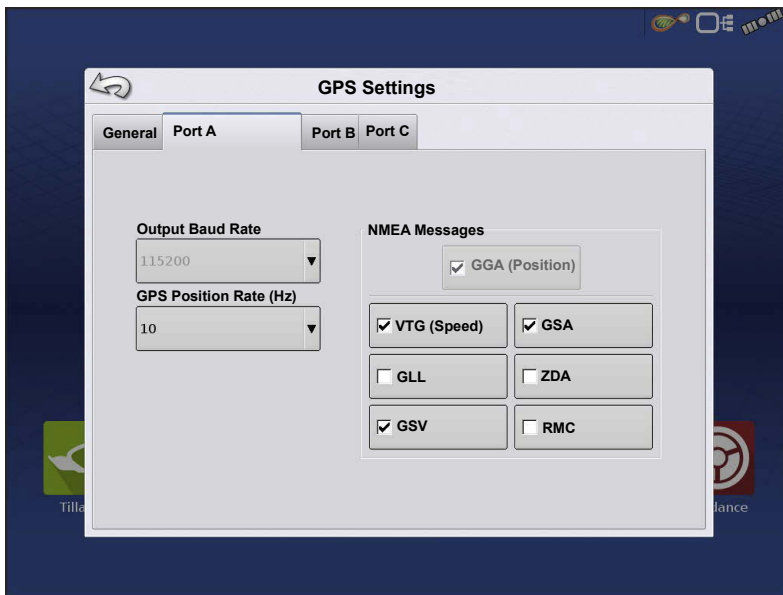 GPS Settings
General Port A Port B Port C
Output Baud Rate
115200
GPS Position Rate (Hz)
10
NMEA Messages
GGA (Position)
VTG (Speed) GSA
GLL ZDA
GSV RMC
Tilla
dance